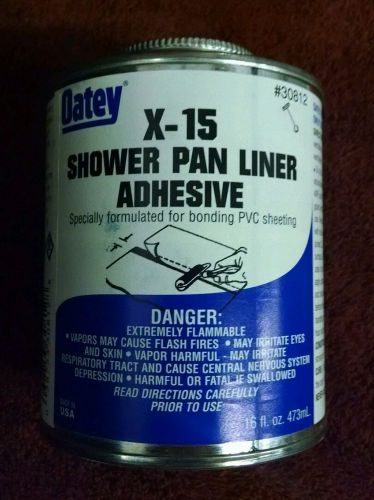 Oatey
#30812
X-15
SHOWER PAN LINER
ADHESIVE
Specially formulated for bonding PVC sheeting
DANGER:
EXTREMELY FLAMMABLE
• VAPORS MAY CAUSE FLASH FIRES • MAY IRRITATE EYES
AND SKIN • VAPOR HARMFUL - MAY IRRITATE
RESPIRATORY TRACT AND CAUSE CENTRAL NERVOUS SYSTEM
DEPRESSION • HARMFUL OR FATAL IF SWALLOWED
READ DIRECTIONS CAREFULLY
PRIOR TO USE
MADE IN
USA
16 fl. oz. 473mL